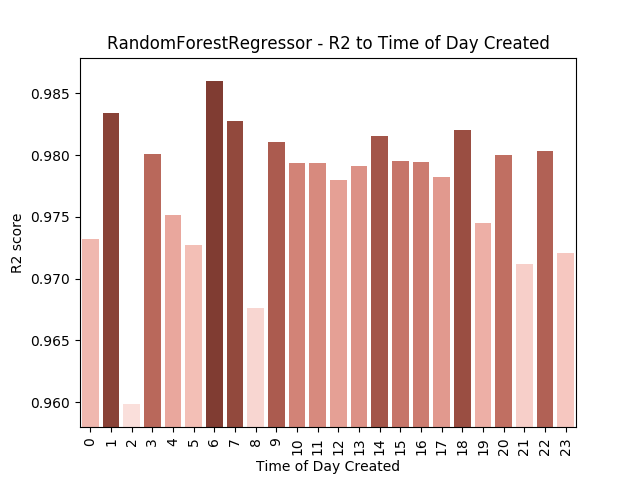 RandomForestRegressor - R2 to Time of Day Created
0.985
0.980
0.975
0.970
0.965
0.960
R2 score
0 1 2 3 4 5 6 7 8 9 10 11 12 13 14 15 16 17 18 19 20 21 22 23
Time of Day Created